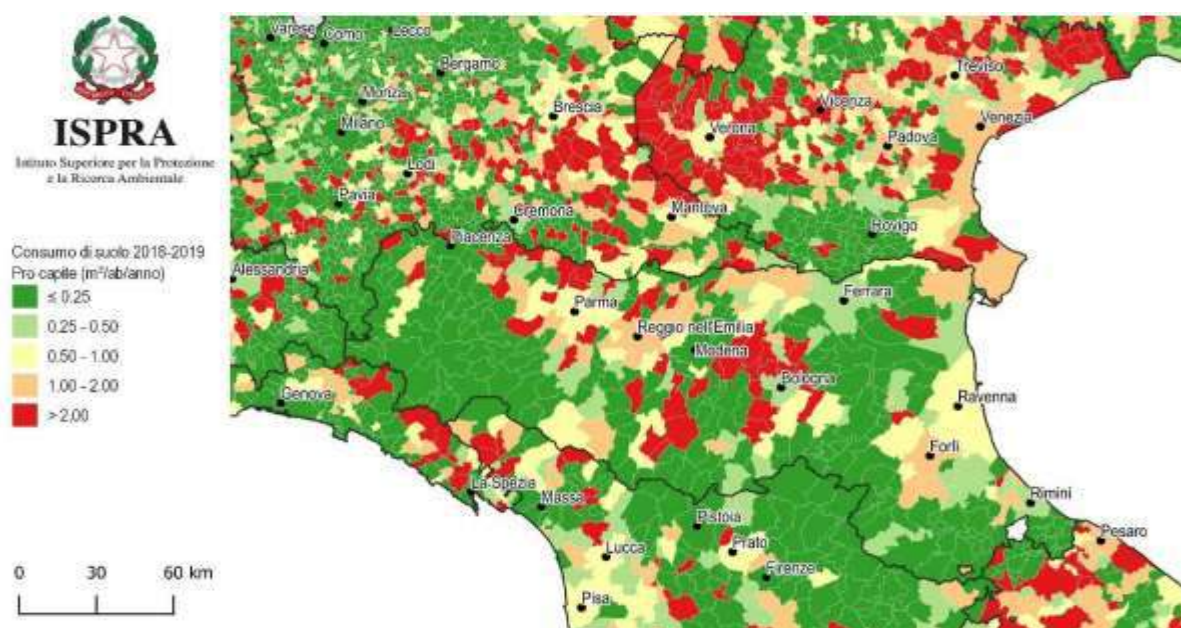 ISPRA
Istituto Superiore per la Protezione
e la Ricerca Ambientale
Consumo di suolo 2018-2019
Pro capite (m²/ab/anno)
≤ 0.25
0.25 - 0.50
0.50 - 1.00
1.00 - 2.00
> 2.00
0 30 60 km
Varese
Como
Lecco
Bergamo
Monza
Milano
Brescia
Lodi
Pavia
Cremona
Piacenza
Alessandria
Treviso
Vicenza
Venezia
Verona
Padova
Mantova
Rovigo
Parma
Ferrara
Reggio nell'Emilia
Modena
Bologna
Genova
Ravenna
Forlì
La Spezia
Massa
Rimini
Pistoia
Pesaro
Prato
Lucca
Firenze
Pisa